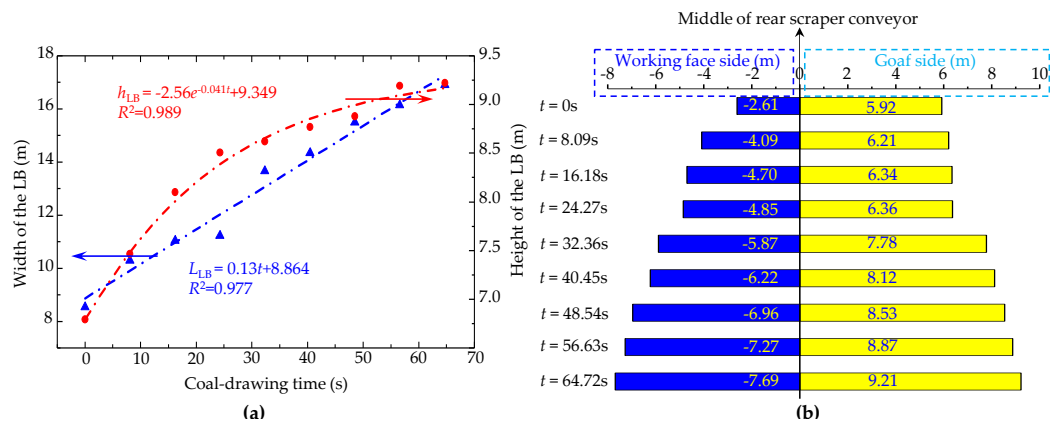 18
16
14
12
10
8
Width of the LB (m)
h_LB = -2.56e^-0.041t+9.349
R²=0.989
L_LB = 0.13t+8.864
R²=0.977
9.5
9.0
8.5
8.0
7.5
7.0
Height of the LB (m)
0 10 20 30 40 50 60 70
Coal-drawing time (s)
(a)
Middle of rear scraper conveyor
Working face side (m)
Goaf side (m)
-8 -6 -4 -2 0 2 4 6 8 10
t = 0s -2.61 5.92
t = 8.09s -4.09 6.21
t = 16.18s -4.70 6.34
t = 24.27s -4.85 6.36
t = 32.36s -5.87 7.78
t = 40.45s -6.22 8.12
t = 48.54s -6.96 8.53
t = 56.63s -7.27 8.87
t = 64.72s -7.69 9.21
(b)